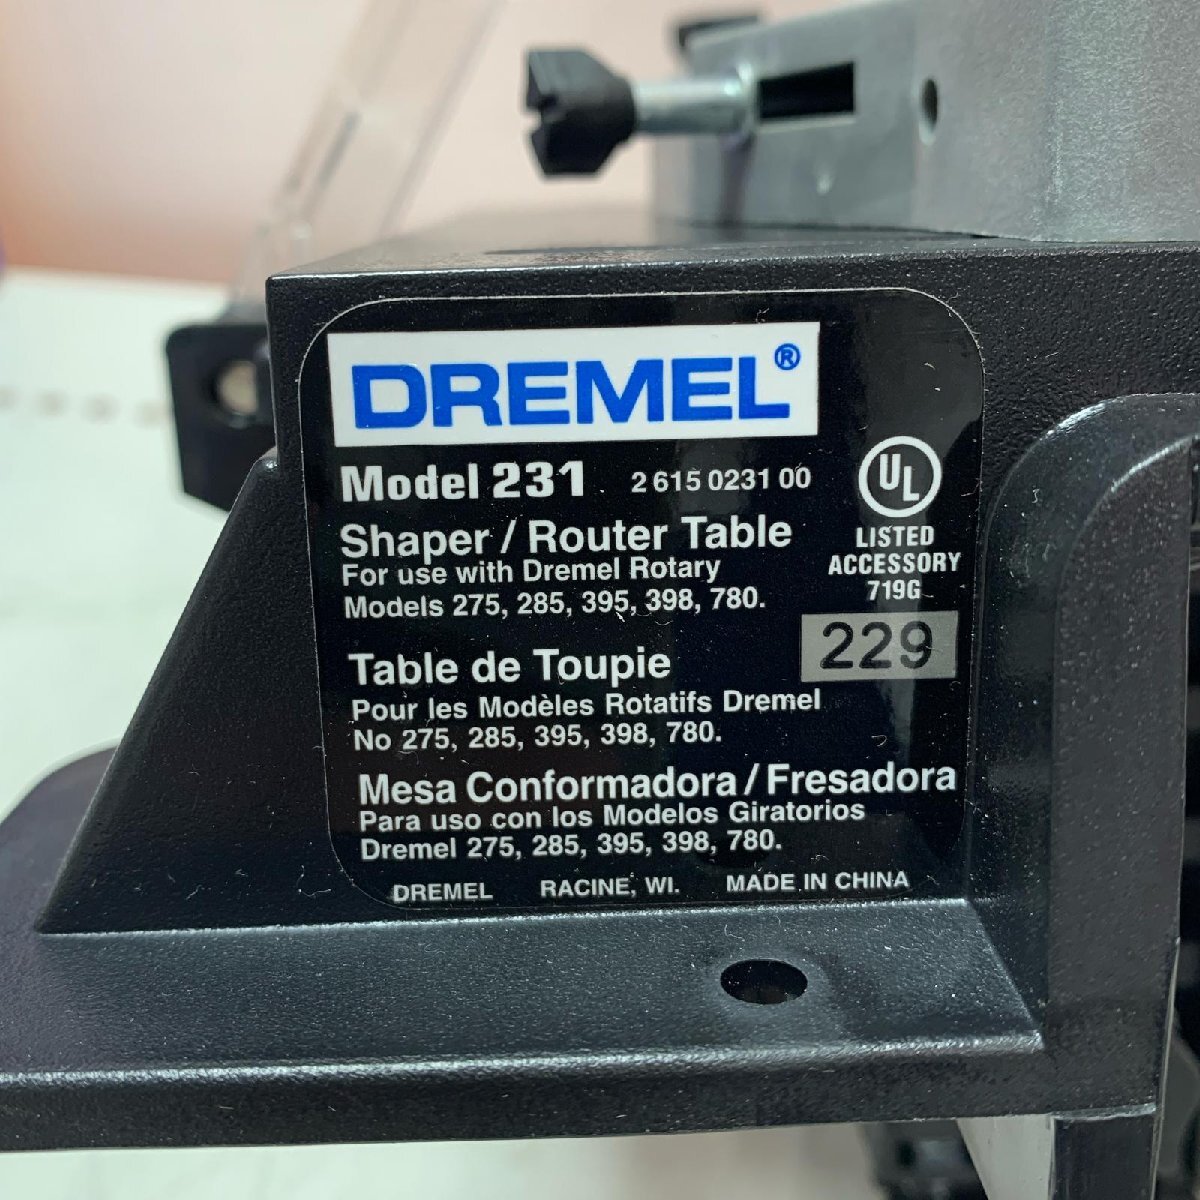 DREMEL®
Model 231 2 615 0231 00
UL
LISTED
ACCESSORY
719G
Shaper / Router Table
For use with Dremel Rotary
Models 275, 285, 395, 398, 780.
229
Table de Toupie
Pour les Modèles Rotatifs Dremel
No 275, 285, 395, 398, 780.
Mesa Conformadora / Fresadora
Para uso con los Modelos Giratorios
Dremel 275, 285, 395, 398, 780.
DREMEL RACINE, WI. MADE IN CHINA